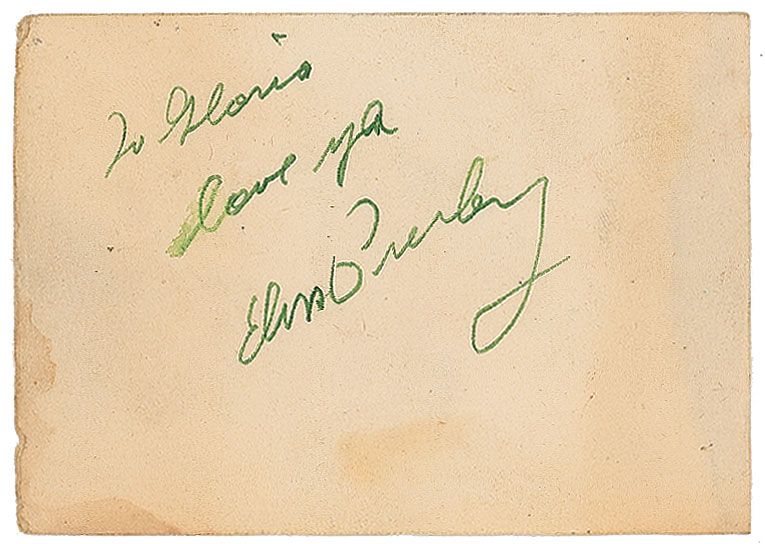 To Gloria
love ya
Elvis Presley